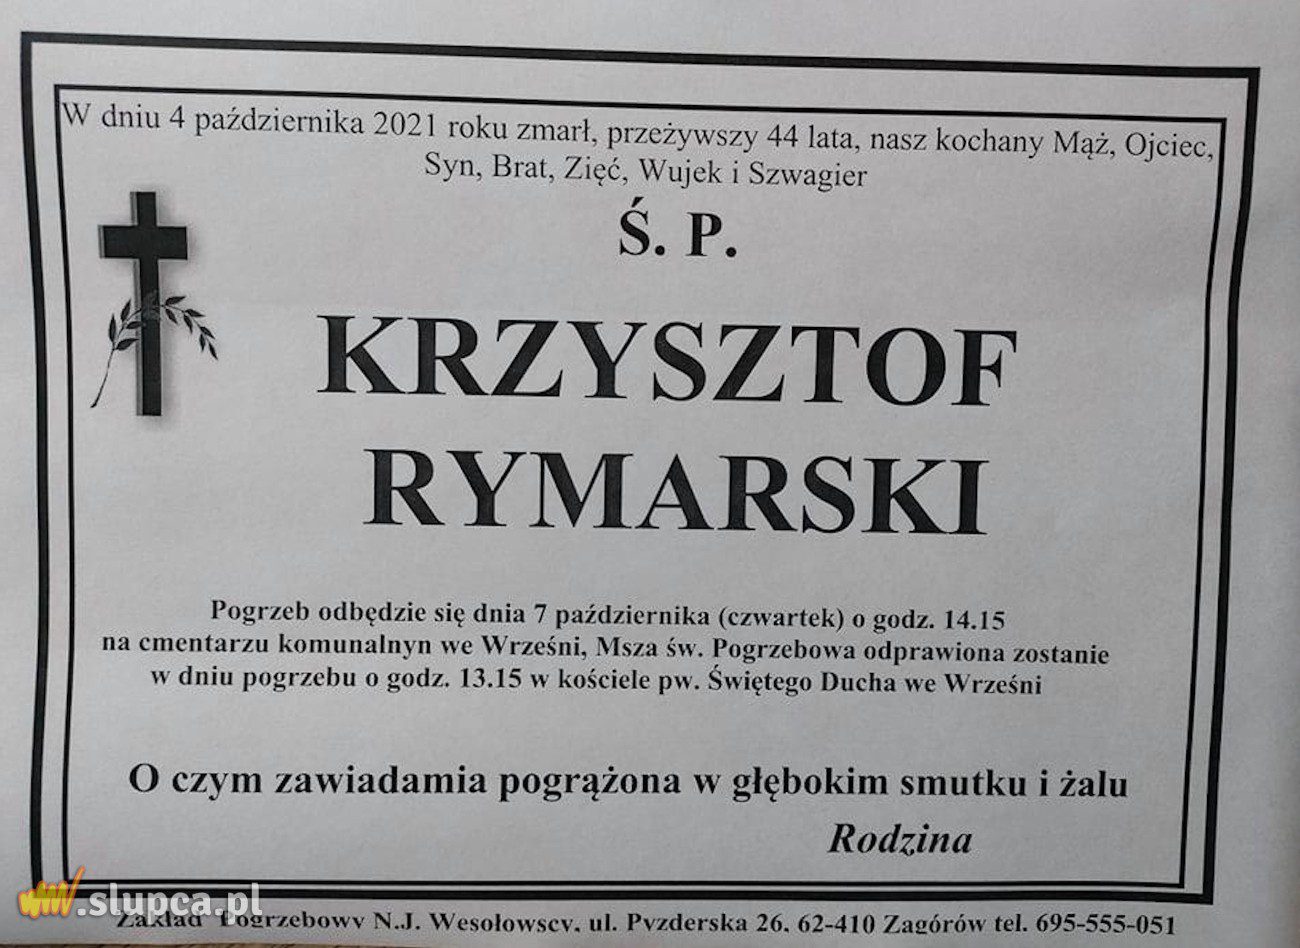 W dniu 4 października 2021 roku zmarł, przeżywszy 44 lata, nasz kochany Mąż, Ojciec,
Syn, Brat, Zięć, Wujek i Szwagier
Ś. P.
KRZYSZTOF
RYMARSKI
Pogrzeb odbędzie się dnia 7 października (czwartek) o godz. 14.15
na cmentarzu komunalnyn we Wrześni, Msza św. Pogrzebowa odprawiona zostanie
w dniu pogrzebu o godz. 13.15 w kościele pw. Świętego Ducha we Wrześni
O czym zawiadamia pogrążona w głębokim smutku i żalu
Rodzina
.slupca.pl
Zakład Pogrzebowy N.J. Wesołowscy, ul. Pyzderska 26, 62-410 Zagórów tel. 695-555-051